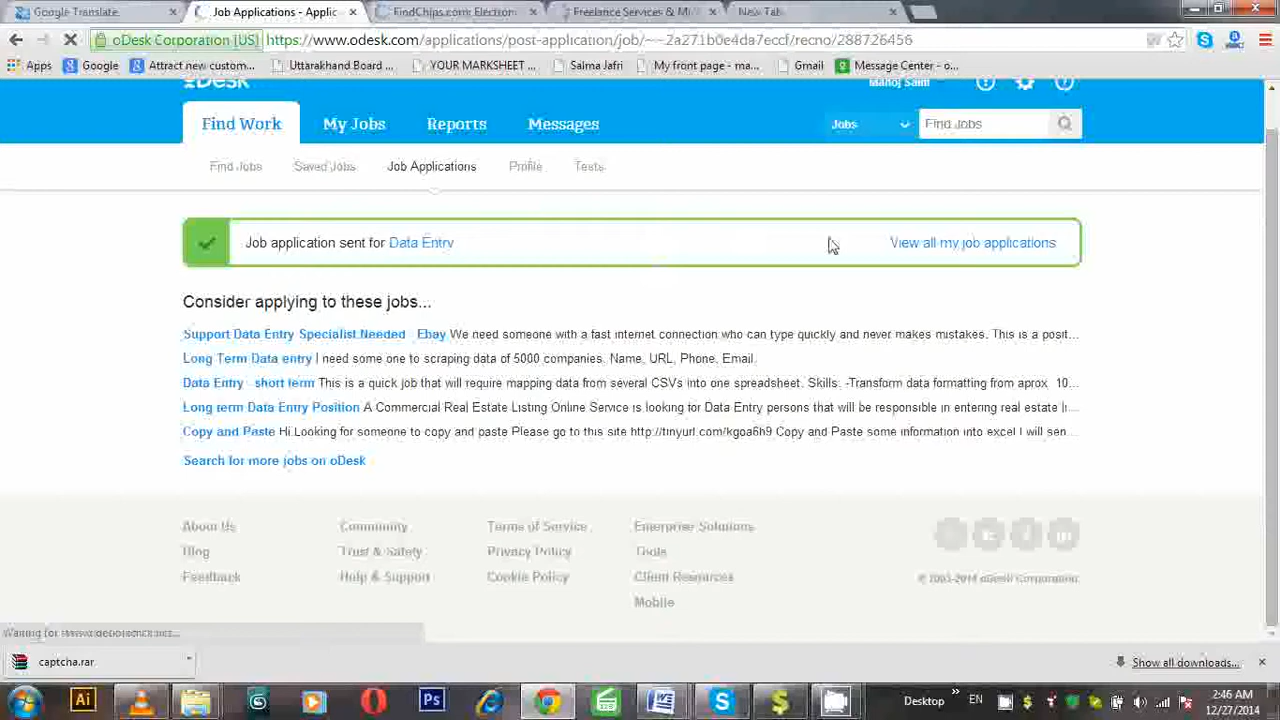 Google Translate
Job Applications - Applic
FindChips.com: Electron
Freelance Services & Mi
New Tab
oDesk Corporation [US]
https://www.odesk.com/applications/post-application/job/~~2a271b0e4da7eccf/recno/288726456
Apps
Google
Attract new custom...
Uttarakhand Board ...
YOUR MARKSHEET ...
Saima Jafri
My front page - ma...
Gmail
Message Center - o...
Manoj Saini
Find Work
My Jobs
Reports
Messages
Jobs
Find Jobs
Find Jobs
Saved Jobs
Job Applications
Profile
Tests
Job application sent for Data Entry
View all my job applications
Consider applying to these jobs...
Support Data Entry Specialist Needed - Ebay We need someone with a fast internet connection who can type quickly and never makes mistakes. This is a posit...
Long Term Data entry I need some one to scraping data of 5000 companies. Name, URL, Phone, Email.
Data Entry - short term This is a quick job that will require mapping data from several CSVs into one spreadsheet. Skills: -Transform data formatting from aprox. 10...
Long term Data Entry Position A Commercial Real Estate Listing Online Service is looking for Data Entry persons that will be responsible in entering real estate l...
Copy and Paste Hi Looking for someone to copy and paste Please go to this site http://tinyurl.com/kgoa6h9 Copy and Paste some information into excel I will sen...
Search for more jobs on oDesk
About Us
Community
Terms of Service
Enterprise Solutions
Blog
Trust & Safety
Privacy Policy
Tools
Feedback
Help & Support
Cookie Policy
Client Resources
© 2003-2014 oDesk Corporation
Mobile
Waiting for
captcha.rar
Show all downloads...
Ai
Ps
Desktop
EN
2:46 AM
12/27/2014